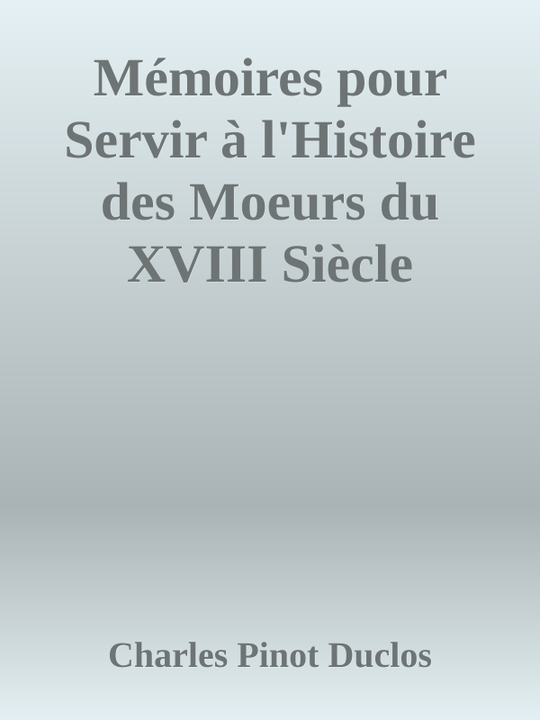 Mémoires pour
Servir à l'Histoire
des Moeurs du
XVIII Siècle
Charles Pinot Duclos